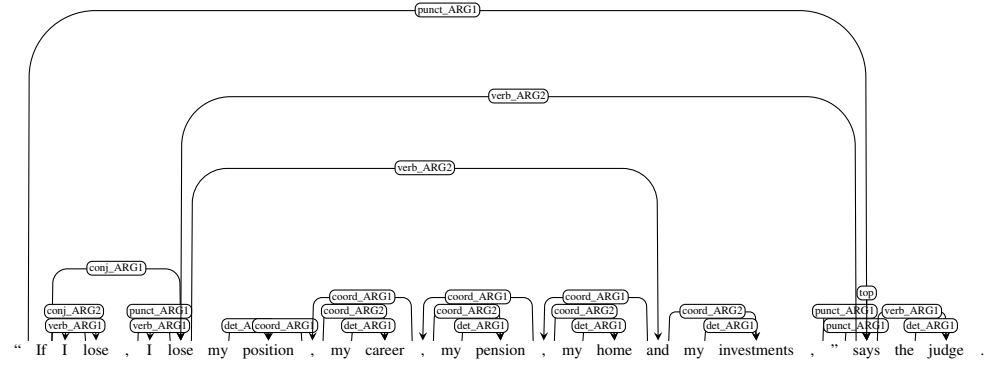 punct_ARG1
verb_ARG2
verb_ARG2
conj_ARG1
top
coord_ARG1 coord_ARG1 coord_ARG1
conj_ARG2 punct_ARG1 coord_ARG2 coord_ARG2 coord_ARG2 coord_ARG2 punct_ARG1 verb_ARG1
verb_ARG1 verb_ARG1 det_A coord_ARG1 det_ARG1 det_ARG1 det_ARG1 det_ARG1 punct_ARG1 det_ARG1
“ If I lose , I lose my position , my career , my pension , my home and my investments , ” says the judge .